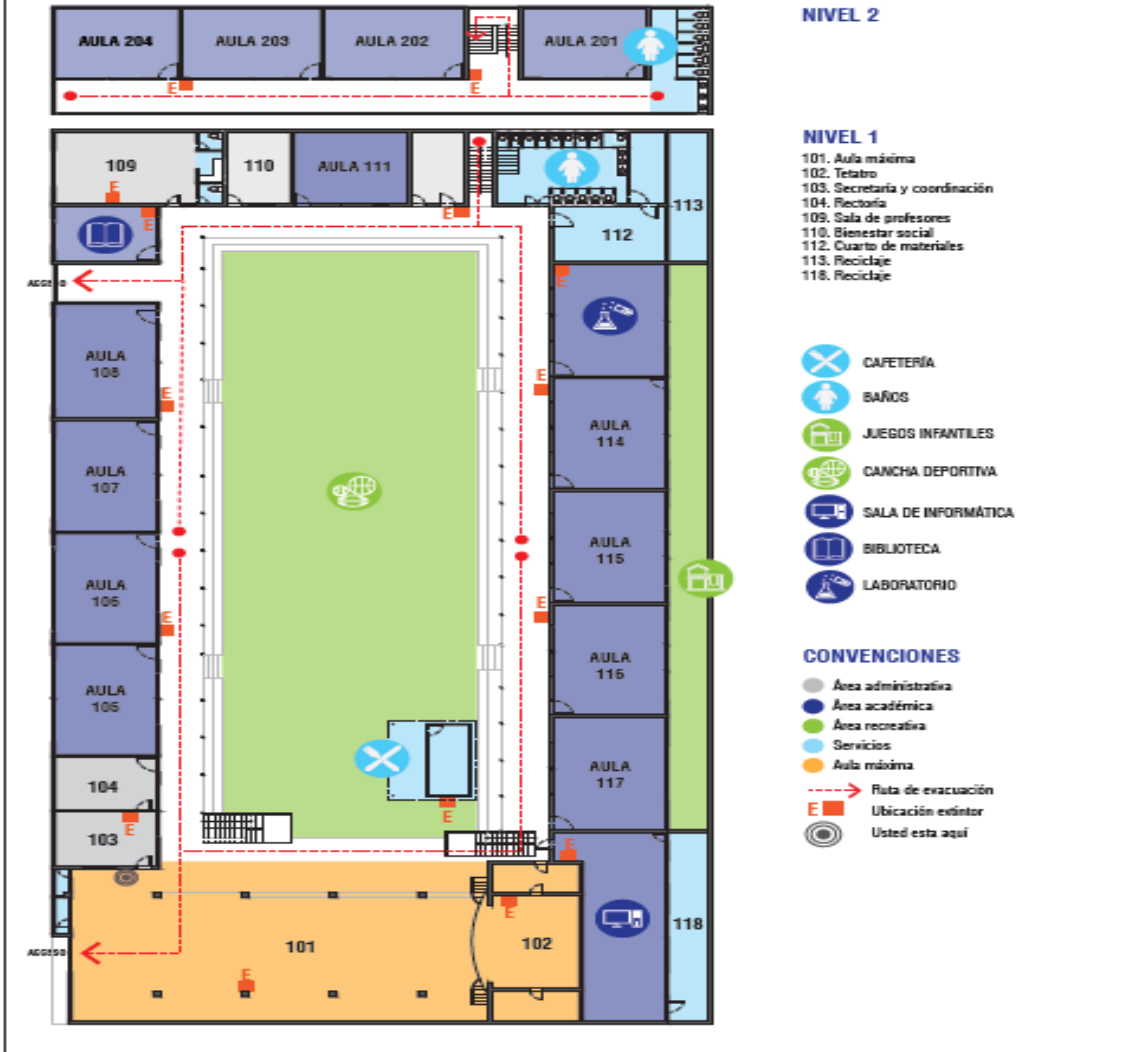 NIVEL 2
AULA 204
AULA 203
AULA 202
AULA 201
E
E
NIVEL 1
101. Aula máxima
102. Tetatro
103. Secretaría y coordinación
104. Rectoría
109. Sala de profesores
110. Bienestar social
112. Cuarto de materiales
113. Reciclaje
118. Reciclaje
109
E
110
AULA 111
E
E
113
112
ACCESO
E
AULA
108
E
AULA
107
AULA
106
E
AULA
105
104
103
E
E
AULA
114
AULA
115
E
AULA
116
AULA
117
E
E
118
101
102
E
E
ACCESO
CAFETERÍA
BAÑOS
JUEGOS INFANTILES
CANCHA DEPORTIVA
SALA DE INFORMÁTICA
BIBLIOTECA
LABORATORIO
CONVENCIONES
Área administrativa
Área académica
Área recreativa
Servicios
Aula máxima
Ruta de evacuación
E Ubicación extintor
Usted esta aquí